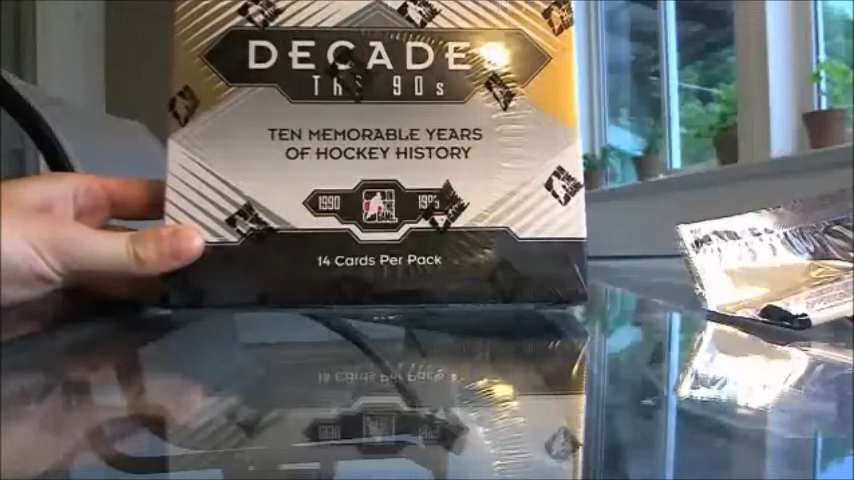 DECADES
THE 90s
TEN MEMORABLE YEARS
OF HOCKEY HISTORY
1990
14 Cards Per Pack